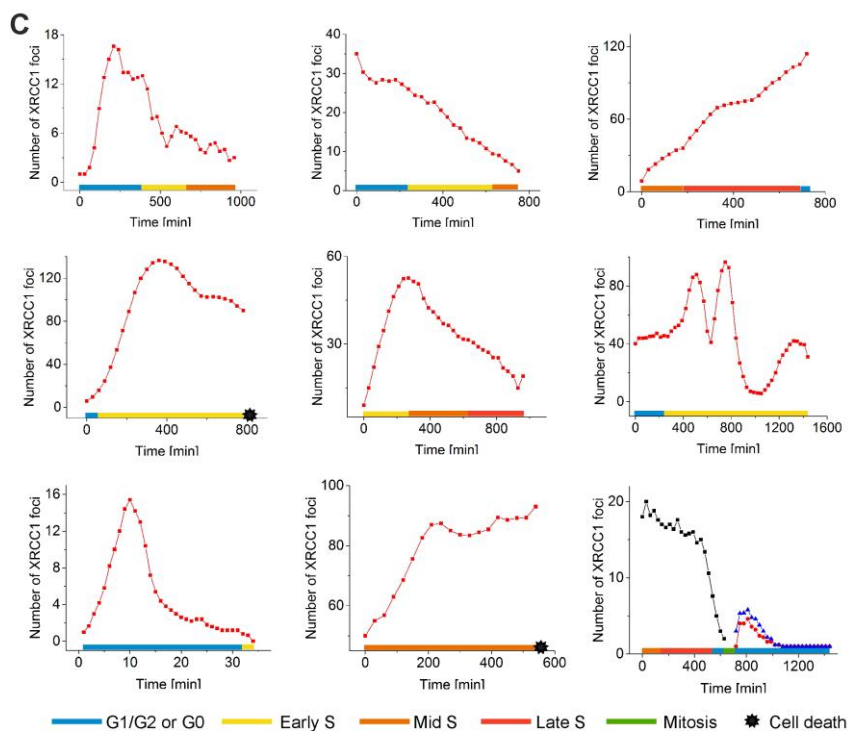 C
Number of XRCC1 foci
18
12
6
0
0 500 1000
Time [min]
Number of XRCC1 foci
40
30
20
10
0
0 400 800
Time [min]
Number of XRCC1 foci
120
60
0
0 400 800
Time [min]
Number of XRCC1 foci
120
80
40
0
0 400 800
Time [min]
Number of XRCC1 foci
60
30
0 400 800
Time [min]
Number of XRCC1 foci
80
40
0
0 400 800 1200 1600
Time [min]
Number of XRCC1 foci
16
12
8
4
0
0 10 20 30
Time [min]
Number of XRCC1 foci
100
80
60
0 200 400 600
Time [min]
Number of XRCC1 foci
20
10
0
0 400 800 1200
Time [min]
G1/G2 or G0 Early S Mid S Late S Mitosis Cell death